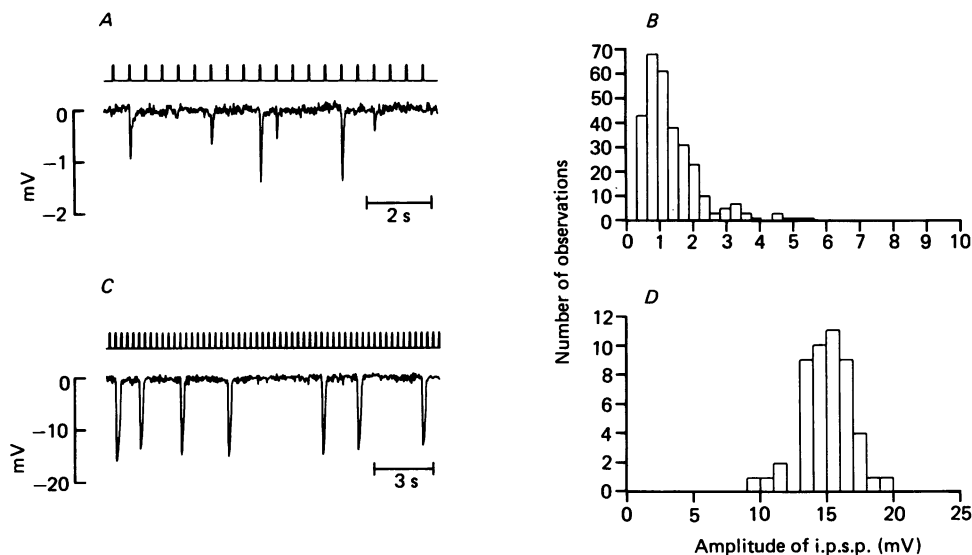 A
0
−1
−2
mV
2 s
B
70
60
50
40
30
20
10
0
0 1 2 3 4 5 6 7 8 9 10
C
0
−10
−20
mV
3 s
Number of observations
D
12
10
8
6
4
2
0
0 5 10 15 20 25
Amplitude of i.p.s.p. (mV)